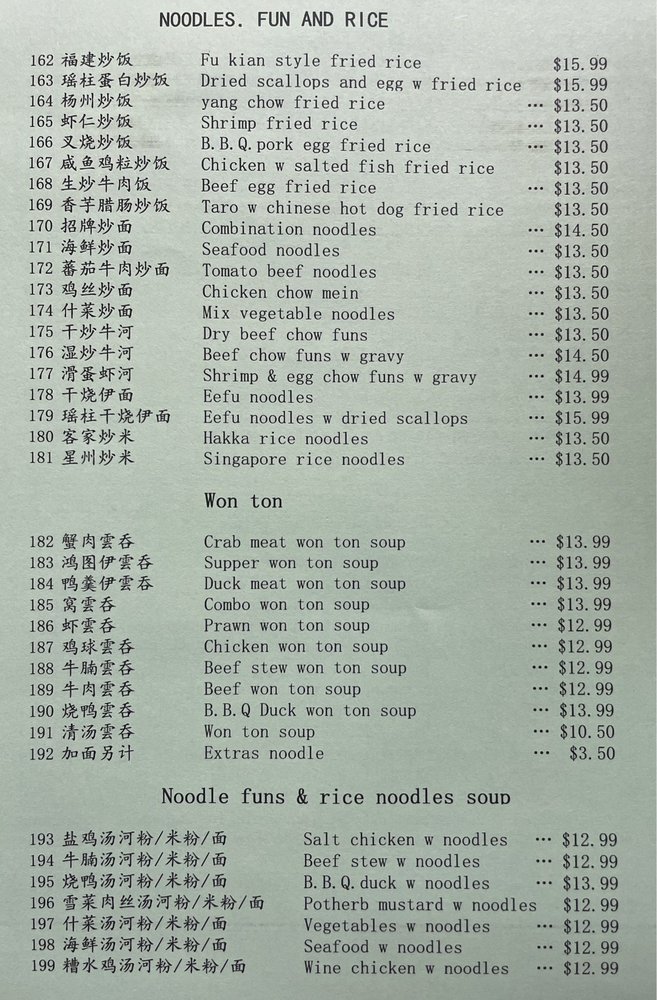 NOODLES. FUN AND RICE
162 福建炒饭 Fu kian style fried rice $15.99
163 瑶柱蛋白炒饭 Dried scallops and egg w fried rice $15.99
164 杨州炒饭 yang chow fried rice ··· $13.50
165 虾仁炒饭 Shrimp fried rice ··· $13.50
166 叉烧炒饭 B.B.Q.pork egg fried rice ··· $13.50
167 咸鱼鸡粒炒饭 Chicken w salted fish fried rice $13.50
168 生炒牛肉饭 Beef egg fried rice ··· $13.50
169 香芋腊肠炒饭 Taro w chinese hot dog fried rice $13.50
170 招牌炒面 Combination noodles ··· $14.50
171 海鲜炒面 Seafood noodles ··· $13.50
172 蕃茄牛肉炒面 Tomato beef noodles ··· $13.50
173 鸡丝炒面 Chicken chow mein ··· $13.50
174 什菜炒面 Mix vegetable noodles ··· $13.50
175 干炒牛河 Dry beef chow funs ··· $13.50
176 湿炒牛河 Beef chow funs w gravy ··· $14.50
177 滑蛋虾河 Shrimp & egg chow funs w gravy ··· $14.99
178 干烧伊面 Eefu noodles ··· $13.99
179 瑶柱干烧伊面 Eefu noodles w dried scallops ··· $15.99
180 客家炒米 Hakka rice noodles ··· $13.50
181 星州炒米 Singapore rice noodles ··· $13.50
Won ton
182 蟹肉雲吞 Crab meat won ton soup ··· $13.99
183 鸿图伊雲吞 Supper won ton soup ··· $13.99
184 鸭羹伊雲吞 Duck meat won ton soup ··· $13.99
185 窝雲吞 Combo won ton soup ··· $13.99
186 虾雲吞 Prawn won ton soup ··· $12.99
187 鸡球雲吞 Chicken won ton soup ··· $12.99
188 牛腩雲吞 Beef stew won ton soup ··· $12.99
189 牛肉雲吞 Beef won ton soup ··· $12.99
190 烧鸭雲吞 B.B.Q Duck won ton soup ··· $13.99
191 清汤雲吞 Won ton soup ··· $10.50
192 加面另计 Extras noodle ··· $3.50
Noodle funs & rice noodles soup
193 盐鸡汤河粉/米粉/面 Salt chicken w noodles ··· $12.99
194 牛腩汤河粉/米粉/面 Beef stew w noodles ··· $12.99
195 烧鸭汤河粉/米粉/面 B.B.Q.duck w noodles ··· $13.99
196 雪菜肉丝汤河粉/米粉/面 Potherb mustard w noodles $12.99
197 什菜汤河粉/米粉/面 Vegetables w noodles ··· $12.99
198 海鲜汤河粉/米粉/面 Seafood w noodles ··· $12.99
199 糟水鸡汤河粉/米粉/面 Wine chicken w noodles ··· $12.99